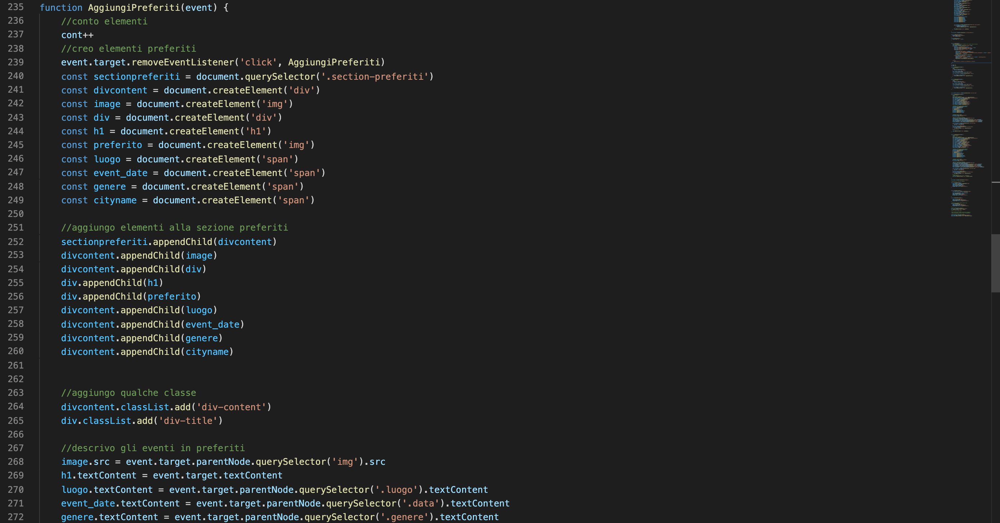 235 function AggiungiPreferiti(event) {
236 //conto elementi
237 cont++
238 //creo elementi preferiti
239 event.target.removeEventListener('click', AggiungiPreferiti)
240 const sectionpreferiti = document.querySelector('.section-preferiti')
241 const divcontent = document.createElement('div')
242 const image = document.createElement('img')
243 const div = document.createElement('div')
244 const h1 = document.createElement('h1')
245 const preferito = document.createElement('img')
246 const luogo = document.createElement('span')
247 const event_date = document.createElement('span')
248 const genere = document.createElement('span')
249 const cityname = document.createElement('span')
250
251 //aggiungo elementi alla sezione preferiti
252 sectionpreferiti.appendChild(divcontent)
253 divcontent.appendChild(image)
254 divcontent.appendChild(div)
255 div.appendChild(h1)
256 div.appendChild(preferito)
257 divcontent.appendChild(luogo)
258 divcontent.appendChild(event_date)
259 divcontent.appendChild(genere)
260 divcontent.appendChild(cityname)
261
262
263 //aggiungo qualche classe
264 divcontent.classList.add('div-content')
265 div.classList.add('div-title')
266
267 //descrivo gli eventi in preferiti
268 image.src = event.target.parentNode.querySelector('img').src
269 h1.textContent = event.target.textContent
270 luogo.textContent = event.target.parentNode.querySelector('.luogo').textContent
271 event_date.textContent = event.target.parentNode.querySelector('.data').textContent
272 genere.textContent = event.target.parentNode.querySelector('.genere').textContent